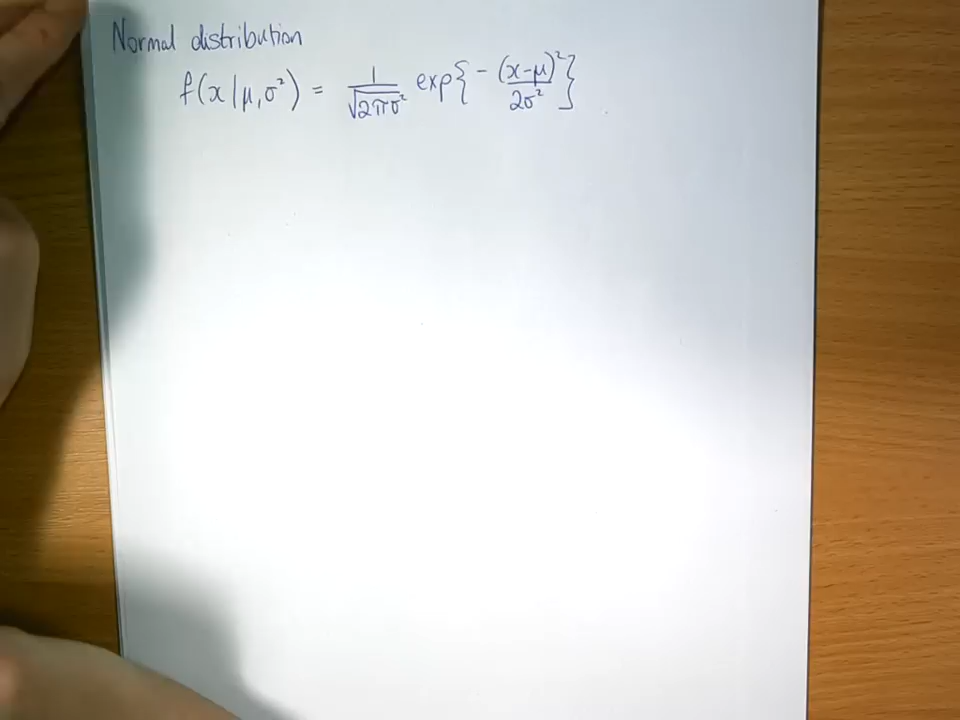 Normal distribution
f(x|μ,σ²) = 1/√(2πσ²) exp{-(x-μ)²/2σ²}